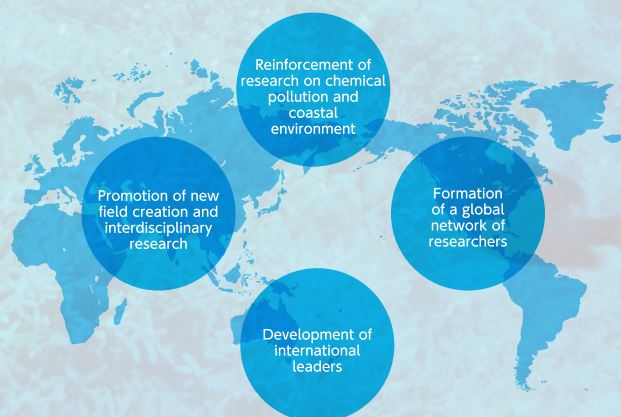 Reinforcement of
research on chemical
pollution and
coastal
environment
Promotion of new
field creation and
interdisciplinary
research
Formation
of a global
network of
researchers
Development of
international
leaders